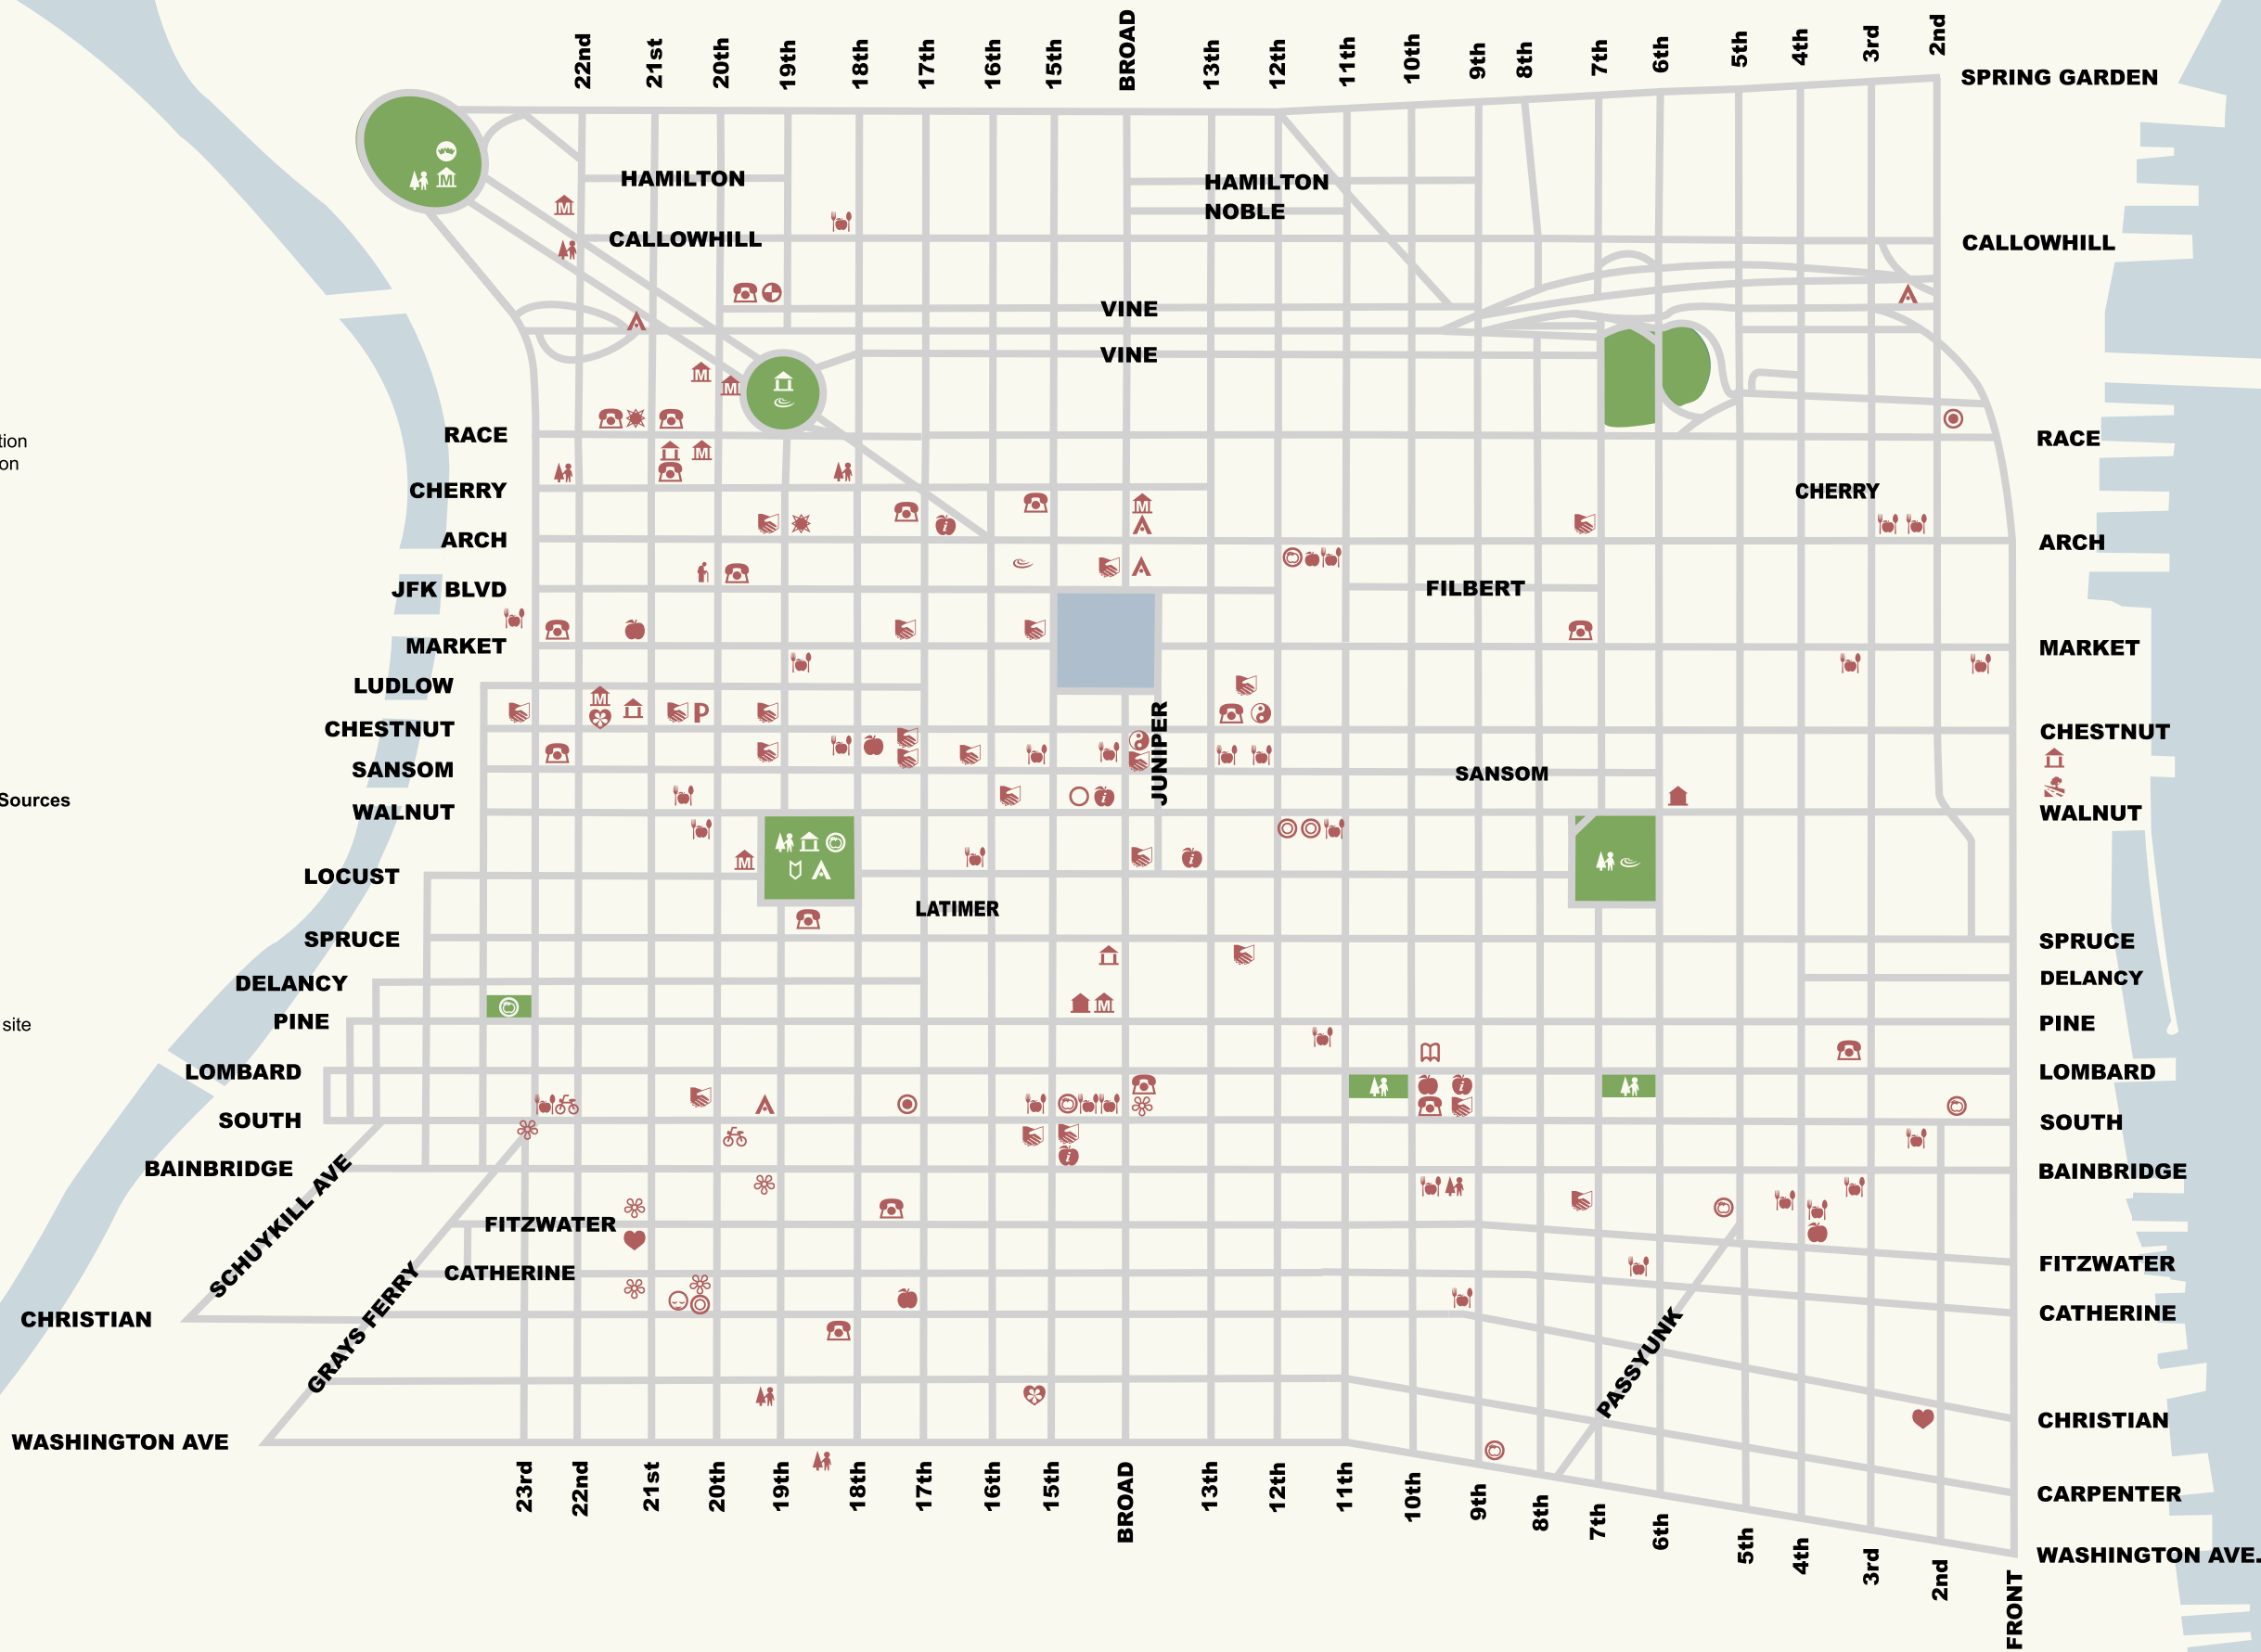 22nd
21st
20th
19th
18th
17th
16th
15th
BROAD
13th
12th
11th
10th
9th
8th
7th
6th
5th
4th
3rd
2nd
SPRING GARDEN
HAMILTON
HAMILTON
NOBLE
CALLOWHILL
CALLOWHILL
VINE
VINE
tion
on
RACE
RACE
CHERRY
CHERRY
ARCH
ARCH
JFK BLVD
FILBERT
MARKET
MARKET
LUDLOW
CHESTNUT
CHESTNUT
JUNIPER
SANSOM
SANSOM
Sources
WALNUT
WALNUT
LOCUST
LATIMER
SPRUCE
SPRUCE
DELANCY
DELANCY
site
PINE
PINE
LOMBARD
LOMBARD
SOUTH
SOUTH
BAINBRIDGE
BAINBRIDGE
SCHUYKILL AVE
FITZWATER
FITZWATER
CATHERINE
CATHERINE
GRAYS FERRY
CHRISTIAN
PASSYUNK
CHRISTIAN
WASHINGTON AVE
CARPENTER
WASHINGTON AVE.
23rd
22nd
21st
20th
19th
18th
17th
16th
15th
BROAD
13th
12th
11th
10th
9th
8th
7th
6th
5th
4th
3rd
2nd
FRONT
M
M
M
M
M
M
M
P
M
M
M
i
i
i
i
i